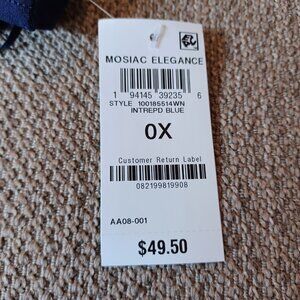 MOSIAC ELEGANCE
1 94145 39235 6
STYLE 100185514WN
INTREPD BLUE
0X
Customer Return Label
082199819908
AA08-001
$49.50